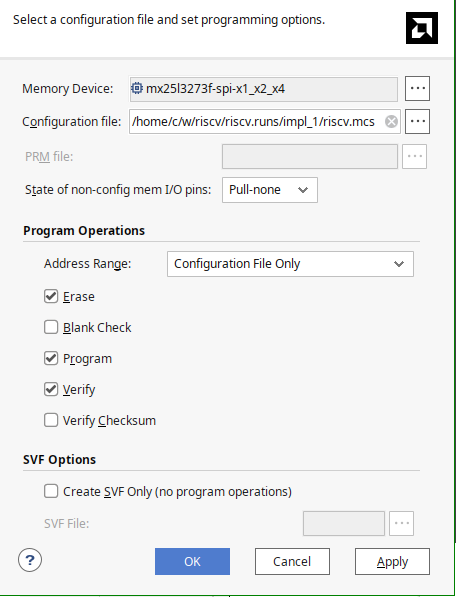 Select a configuration file and set programming options.
Memory Device: mx25l3273f-spi-x1_x2_x4 ...
Configuration file: /home/c/w/riscv/riscv.runs/impl_1/riscv.mcs ...
PRM file: ...
State of non-config mem I/O pins: Pull-none
Program Operations
Address Range: Configuration File Only
Erase
Blank Check
Program
Verify
Verify Checksum
SVF Options
Create SVF Only (no program operations)
SVF File: ...
? OK Cancel Apply